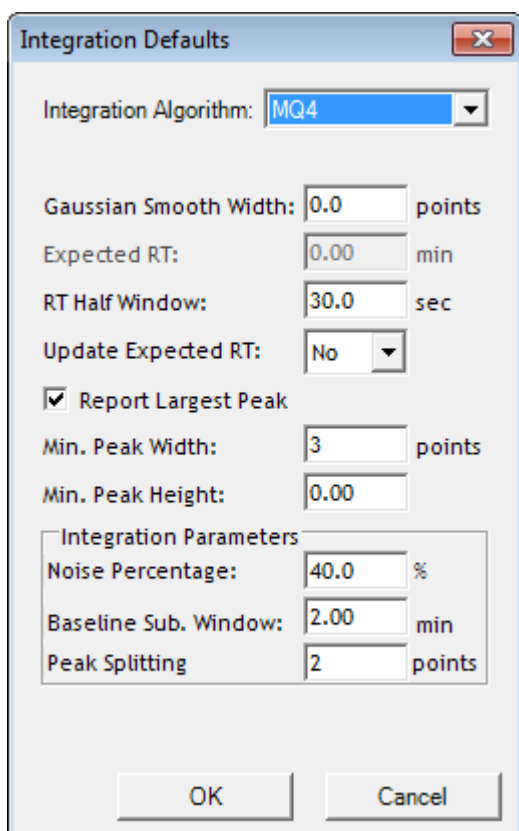 Integration Defaults
Integration Algorithm: MQ4
Gaussian Smooth Width: 0.0 points
Expected RT: 0.00 min
RT Half Window: 30.0 sec
Update Expected RT: No
Report Largest Peak
Min. Peak Width: 3 points
Min. Peak Height: 0.00
Integration Parameters
Noise Percentage: 40.0 %
Baseline Sub. Window: 2.00 min
Peak Splitting 2 points
OK Cancel